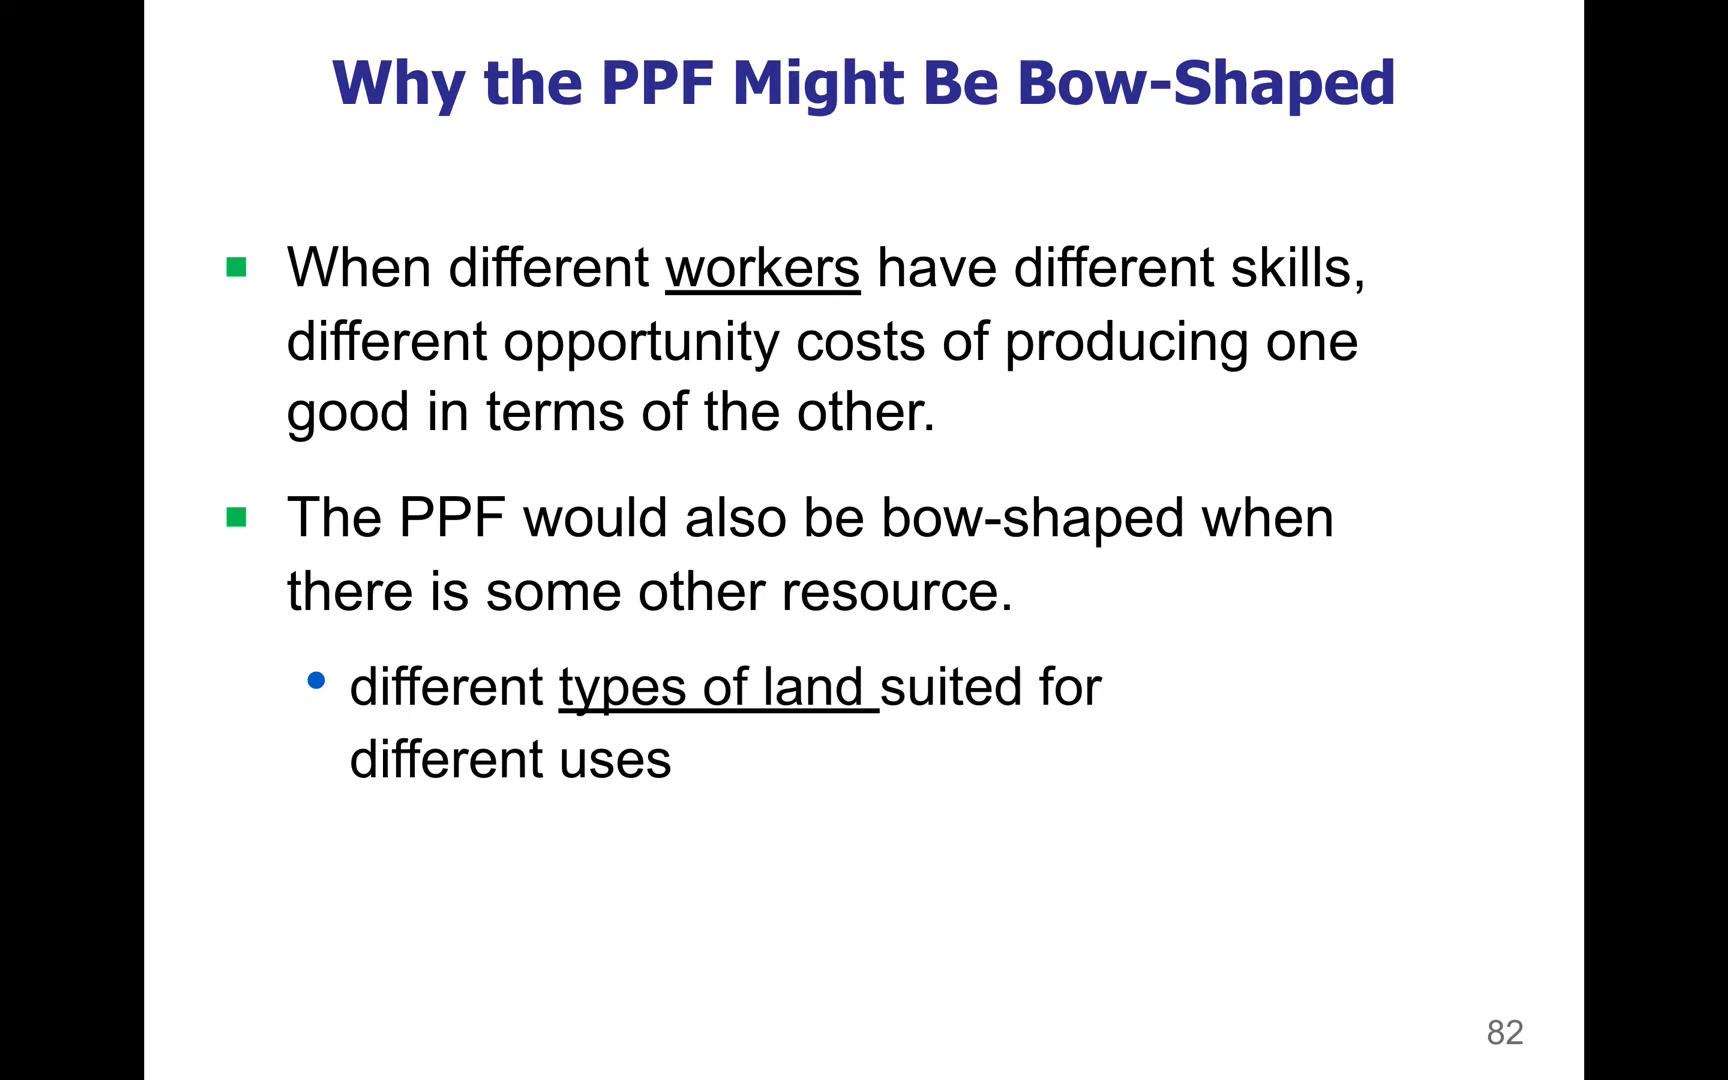 Why the PPF Might Be Bow-Shaped
When different workers have different skills,
different opportunity costs of producing one
good in terms of the other.
The PPF would also be bow-shaped when
there is some other resource.
different types of land suited for
different uses
82